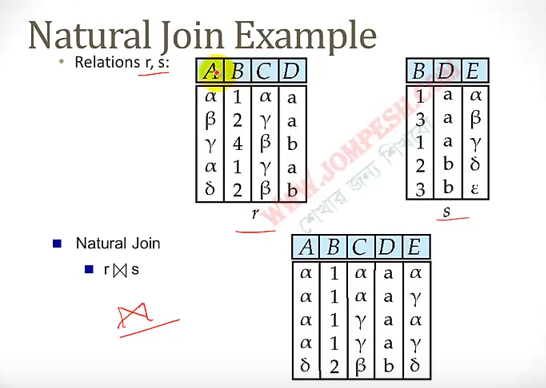 Natural Join Example
• Relations r, s:
A B C D
α 1 α a
β 2 γ a
γ 4 β b
α 1 γ a
δ 2 β b
r
B D E
1 a α
3 a β
1 a γ
2 b δ
3 b ε
s
WWW.JOMPESH.COM
শেখার জন্য শিখাই
■ Natural Join
■ r ⋈ s
⋈
A B C D E
α 1 α a α
α 1 α a γ
α 1 γ a α
α 1 γ a γ
δ 2 β b δ